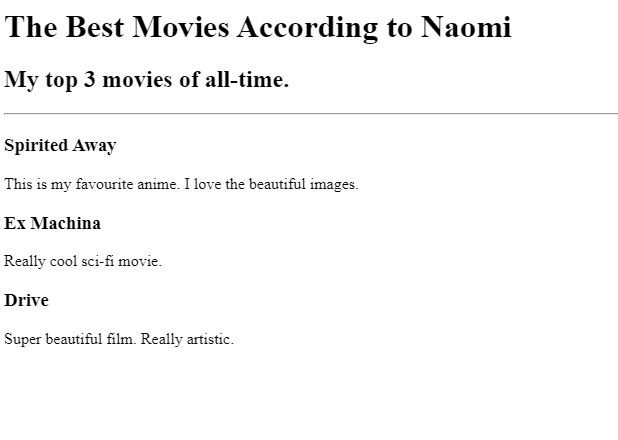 The Best Movies According to Naomi
My top 3 movies of all-time.
Spirited Away
This is my favourite anime. I love the beautiful images.
Ex Machina
Really cool sci-fi movie.
Drive
Super beautiful film. Really artistic.